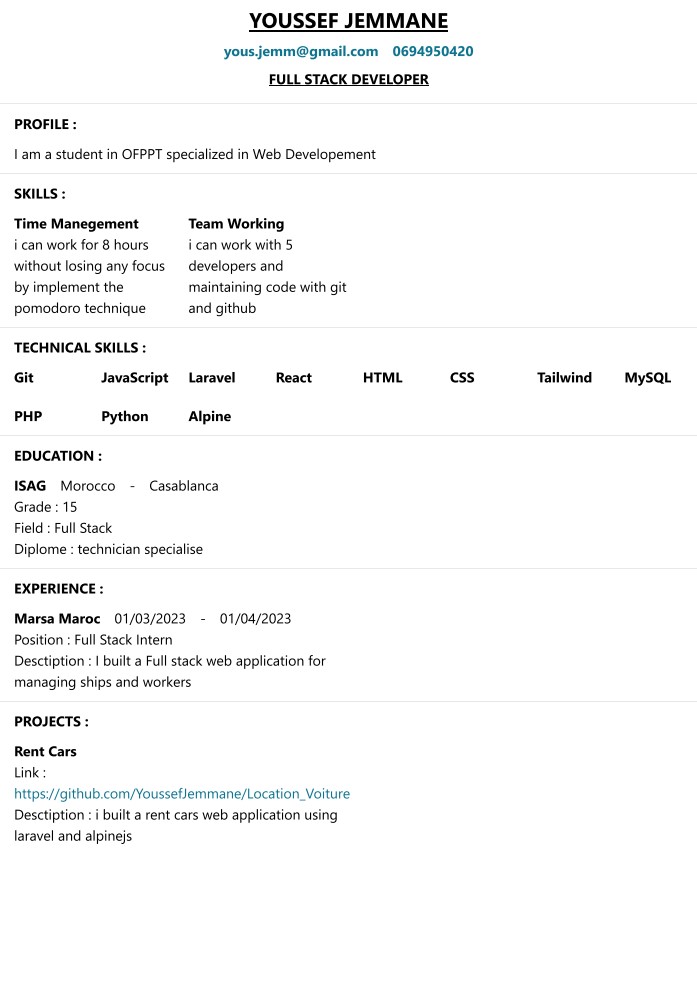 YOUSSEF JEMMANE
yous.jemm@gmail.com 0694950420
FULL STACK DEVELOPER
PROFILE :
I am a student in OFPPT specialized in Web Developement
SKILLS :
Time Manegement
i can work for 8 hours
without losing any focus
by implement the
pomodoro technique
Team Working
i can work with 5
developers and
maintaining code with git
and github
TECHNICAL SKILLS :
Git JavaScript Laravel React HTML CSS Tailwind MySQL
PHP Python Alpine
EDUCATION :
ISAG Morocco - Casablanca
Grade : 15
Field : Full Stack
Diplome : technician specialise
EXPERIENCE :
Marsa Maroc 01/03/2023 - 01/04/2023
Position : Full Stack Intern
Desctiption : I built a Full stack web application for
managing ships and workers
PROJECTS :
Rent Cars
Link :
https://github.com/YoussefJemmane/Location_Voiture
Desctiption : i built a rent cars web application using
laravel and alpinejs